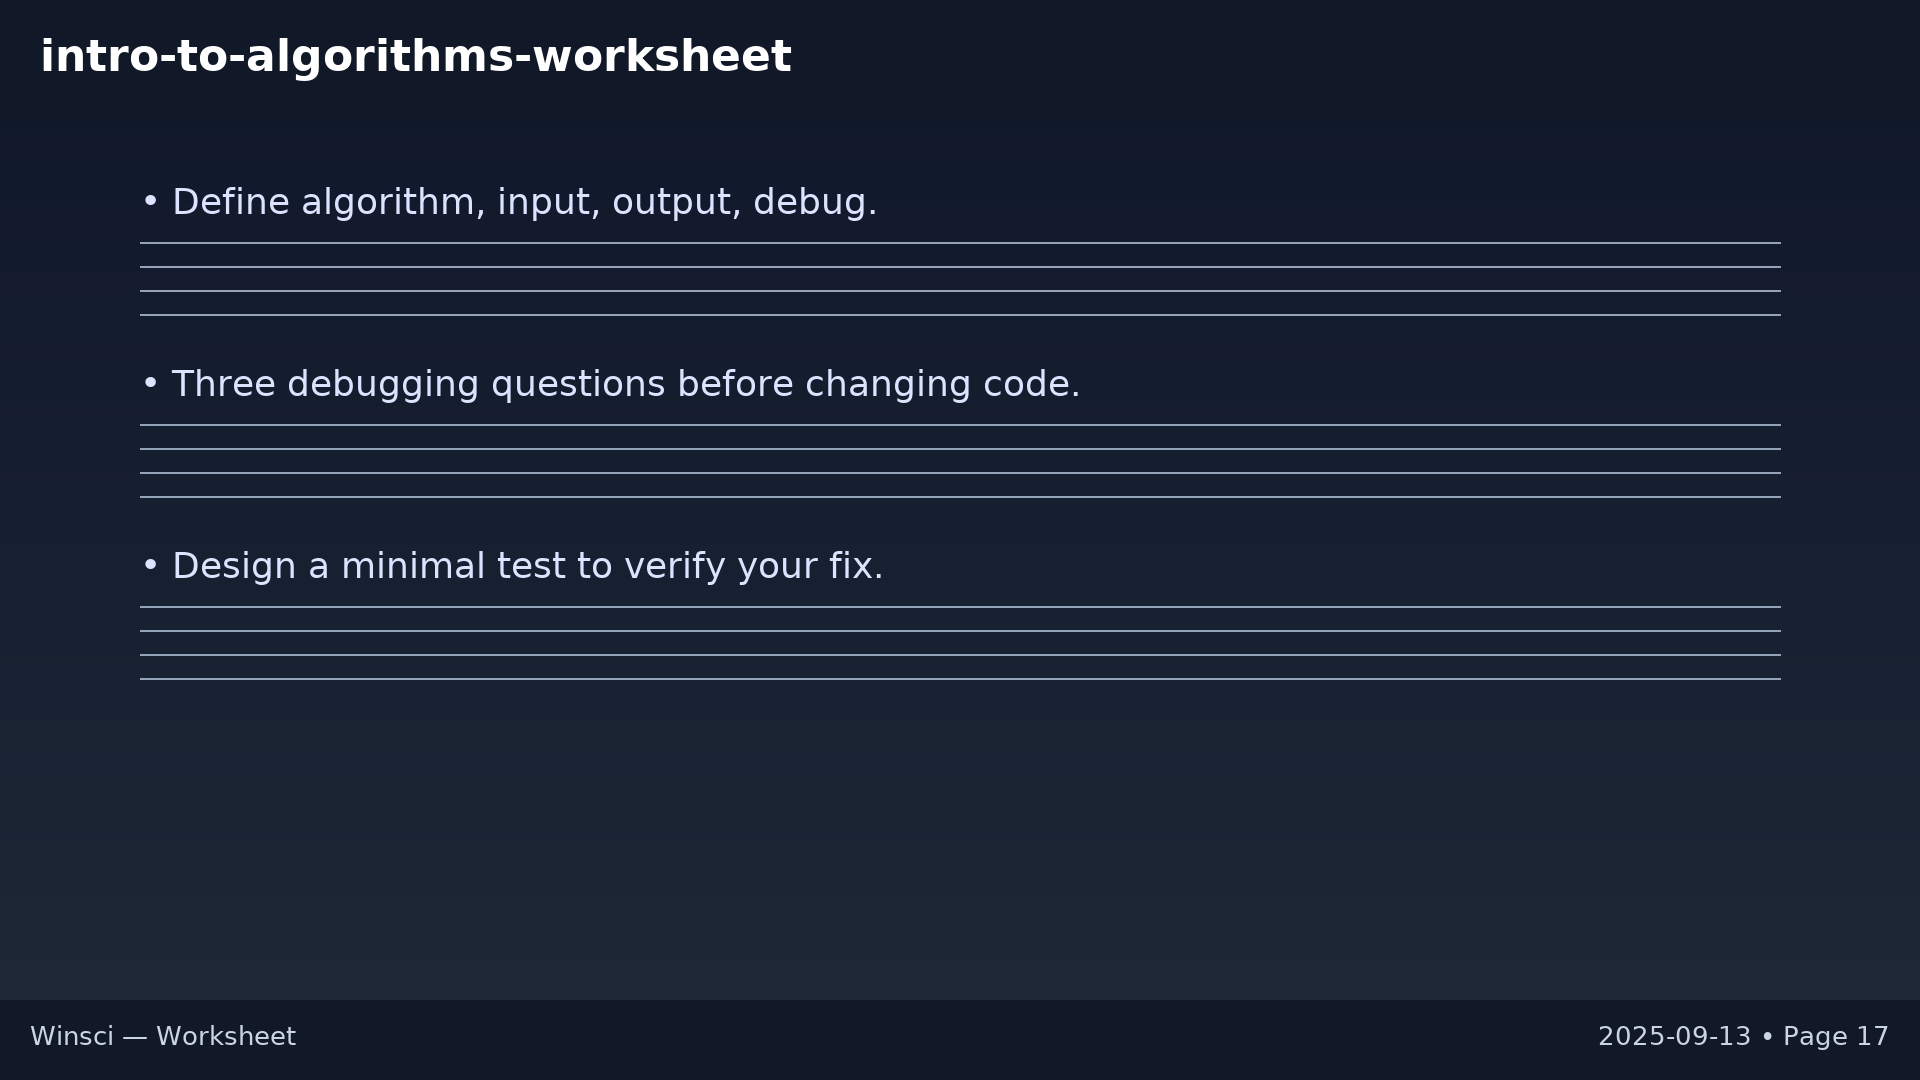 intro-to-algorithms-worksheet
• Define algorithm, input, output, debug.
• Three debugging questions before changing code.
• Design a minimal test to verify your fix.
Winsci — Worksheet
2025-09-13 • Page 17